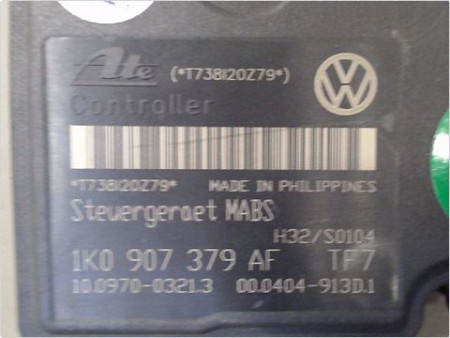 Ate (*T738I20Z79*)
Controller
*T738I20Z79* MADE IN PHILIPPINES
Steuergeraet MABS
H32/S0104
1K0 907 379 AF TF7
10.0970-0321.3 00.0404-913D.1